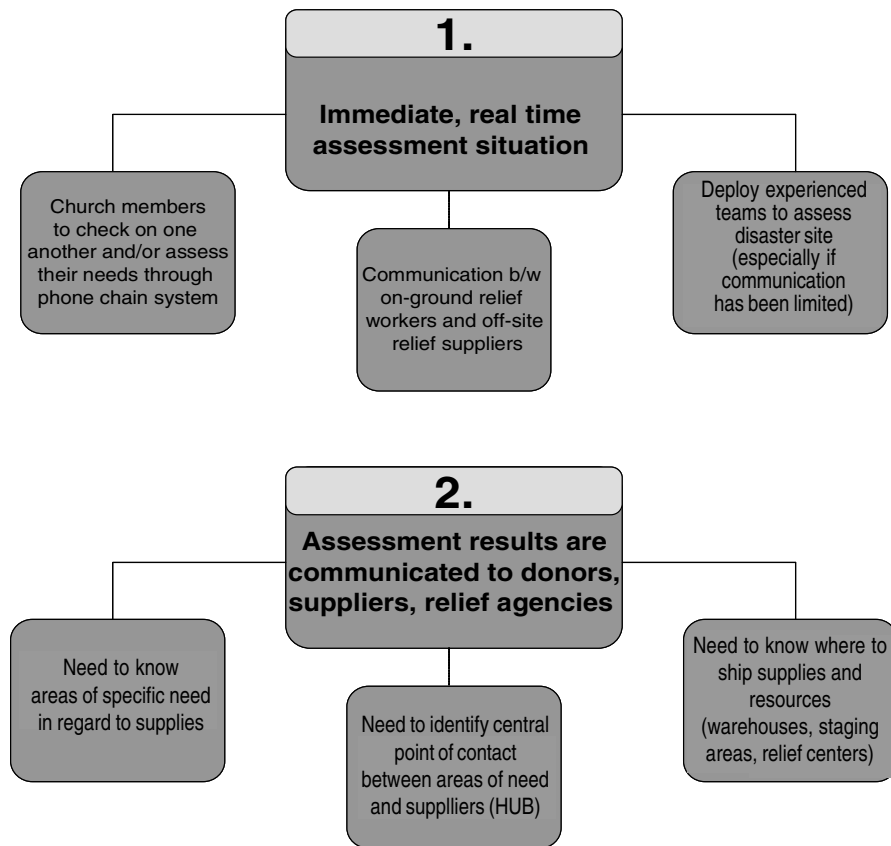 1.
Immediate, real time
assessment situation
Church members
to check on one
another and/or assess
their needs through
phone chain system
Communication b/w
on-ground relief
workers and off-site
relief suppliers
Deploy experienced
teams to assess
disaster site
(especially if
communication
has been limited)
2.
Assessment results are
communicated to donors,
suppliers, relief agencies
Need to know
areas of specific need
in regard to supplies
Need to identify central
point of contact
between areas of need
and supplliers (HUB)
Need to know where to
ship supplies and
resources
(warehouses, staging
areas, relief centers)